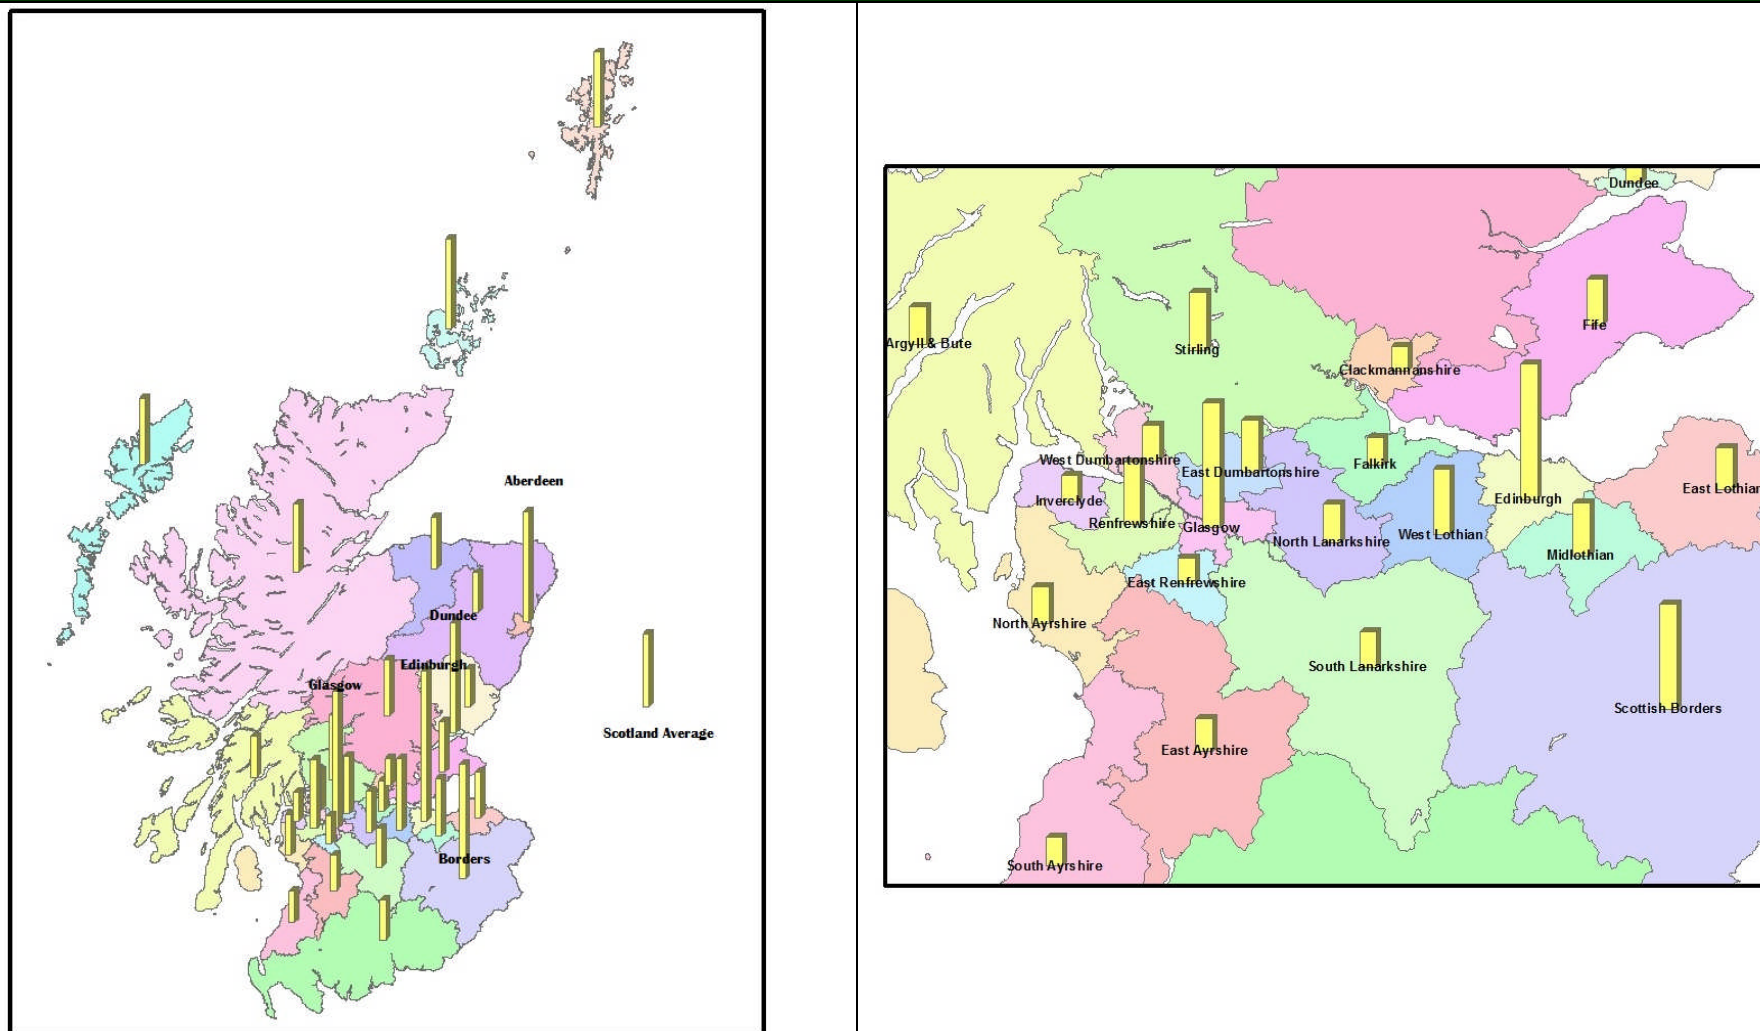 Aberdeen
Dundee
Edinburgh
Glasgow
Scotland Average
Borders
Dundee
Fife
Argyll & Bute
Stirling
Clackmannanshire
West Dumbartonshire
East Dumbartonshire
Falkirk
East Lothian
Inverclyde
Edinburgh
Renfrewshire
Glasgow
West Lothian
North Lanarkshire
Midlothian
East Renfrewshire
North Ayrshire
South Lanarkshire
Scottish Borders
East Ayrshire
South Ayrshire